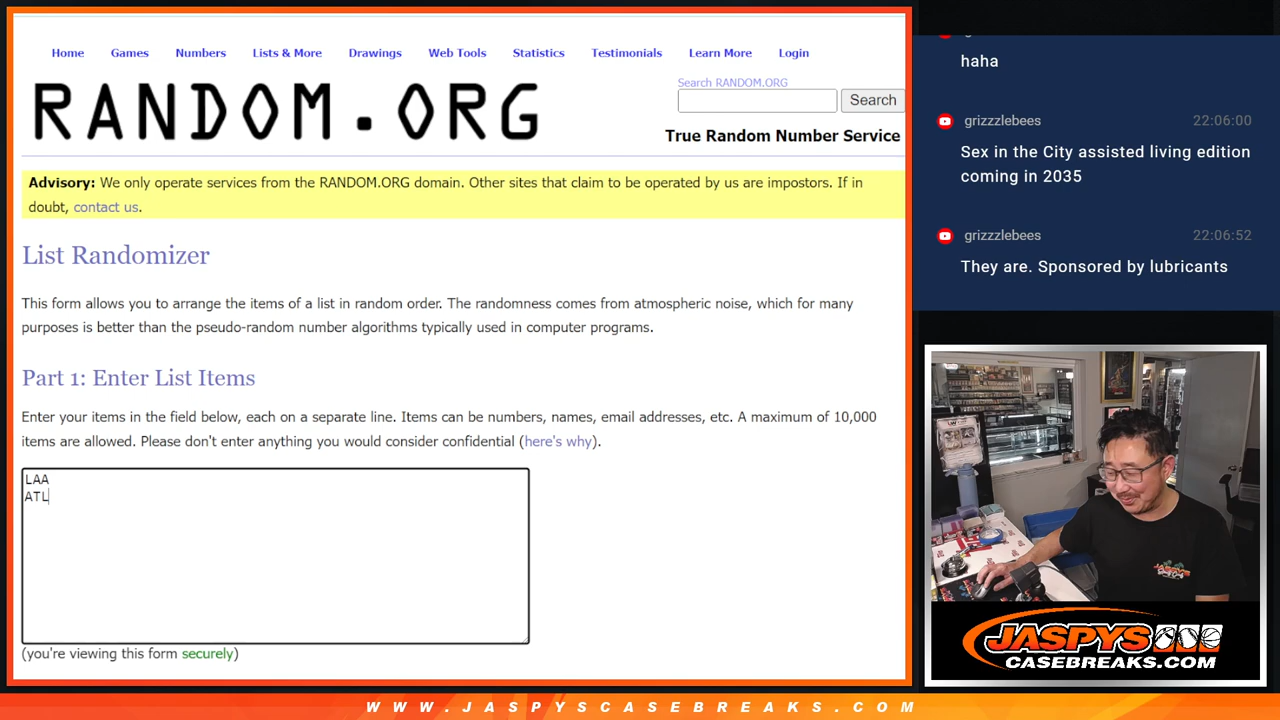 Home Games Numbers Lists & More Drawings Web Tools Statistics Testimonials Learn More Login
RANDOM.ORG
Search RANDOM.ORG
Search
True Random Number Service
Advisory: We only operate services from the RANDOM.ORG domain. Other sites that claim to be operated by us are impostors. If in
doubt, contact us.
List Randomizer
This form allows you to arrange the items of a list in random order. The randomness comes from atmospheric noise, which for many
purposes is better than the pseudo-random number algorithms typically used in computer programs.
Part 1: Enter List Items
Enter your items in the field below, each on a separate line. Items can be numbers, names, email addresses, etc. A maximum of 10,000
items are allowed. Please don't enter anything you would consider confidential (here's why).
LAA
ATL
(you're viewing this form securely)
haha
grizzzlebees 22:06:00
Sex in the City assisted living edition
coming in 2035
grizzzlebees 22:06:52
They are. Sponsored by lubricants
JASPYS
CASEBREAKS.COM
WWW.JASPYSCASEBREAKS.COM